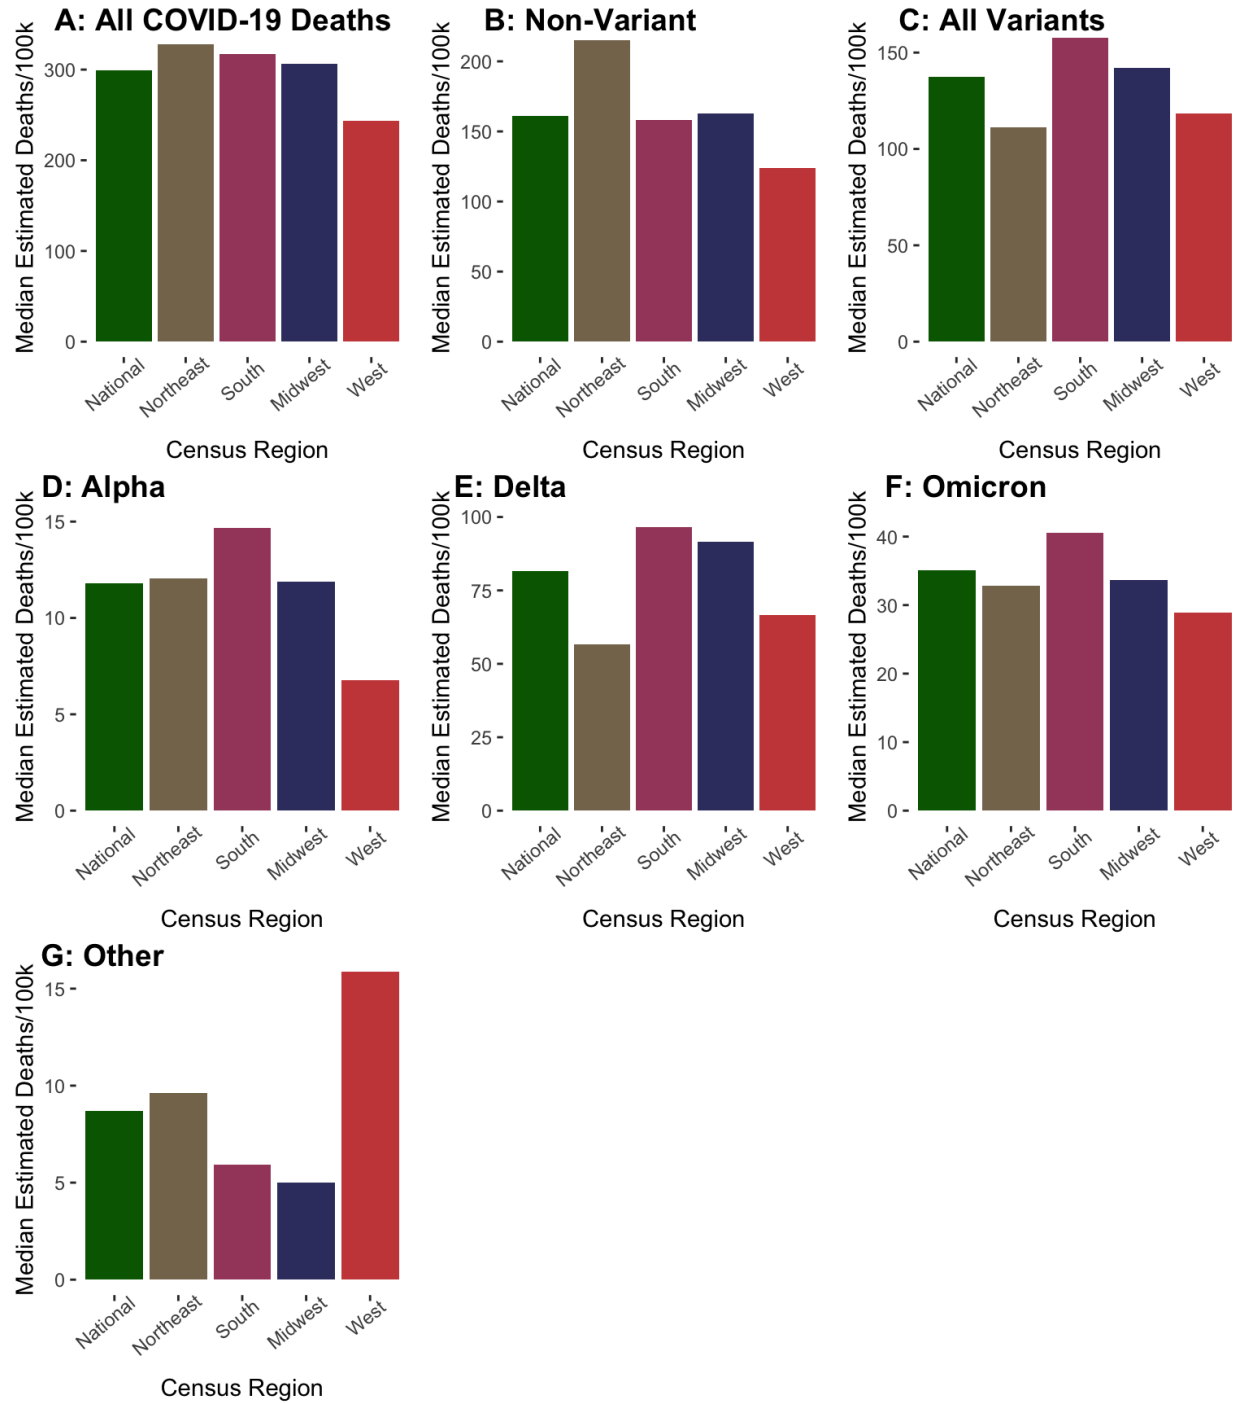 A: All COVID-19 Deaths
Median Estimated Deaths/100k
300
200
100
0
National
Northeast
South
Midwest
West
Census Region
B: Non-Variant
Median Estimated Deaths/100k
200
150
100
50
0
National
Northeast
South
Midwest
West
Census Region
C: All Variants
Median Estimated Deaths/100k
150
100
50
0
National
Northeast
South
Midwest
West
Census Region
D: Alpha
Median Estimated Deaths/100k
15
10
5
0
National
Northeast
South
Midwest
West
Census Region
E: Delta
Median Estimated Deaths/100k
100
75
50
25
0
National
Northeast
South
Midwest
West
Census Region
F: Omicron
Median Estimated Deaths/100k
40
30
20
10
0
National
Northeast
South
Midwest
West
Census Region
G: Other
Median Estimated Deaths/100k
15
10
5
0
National
Northeast
South
Midwest
West
Census Region